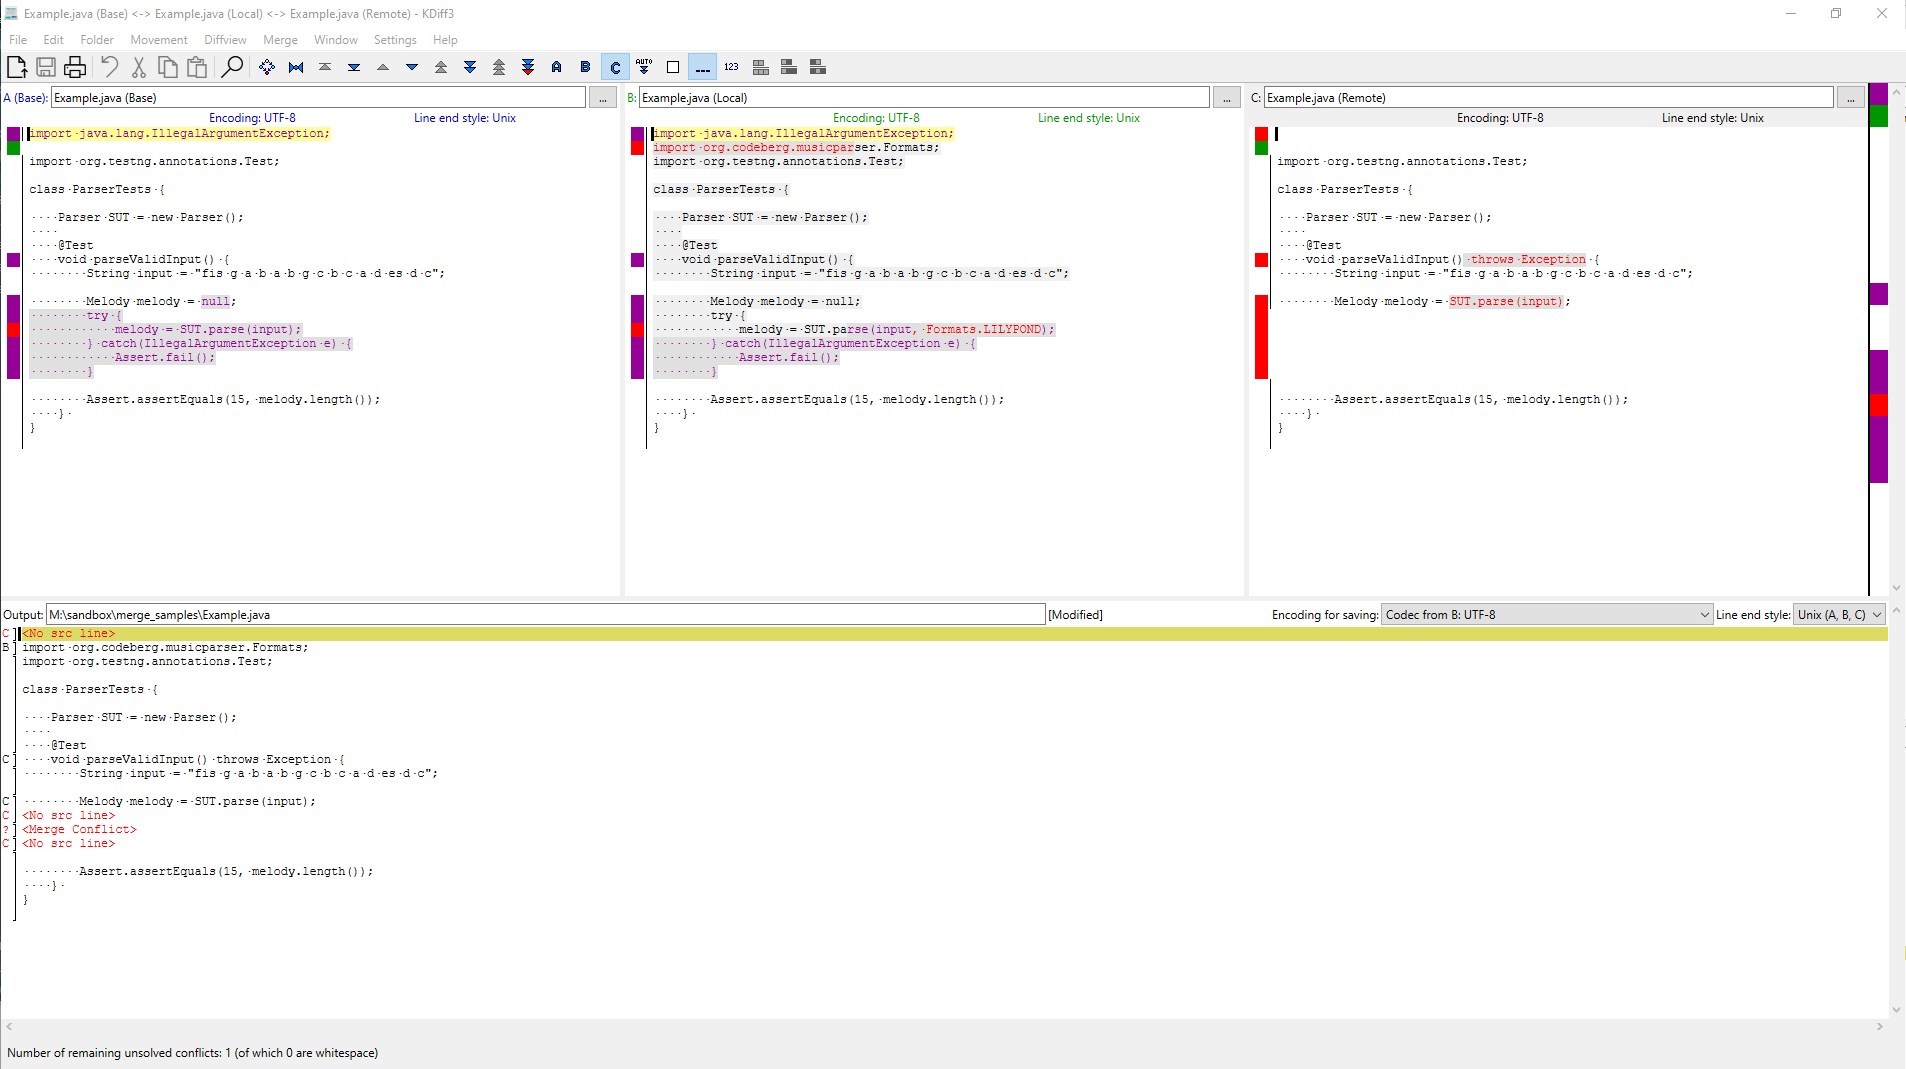 Example.java (Base) <-> Example.java (Local) <-> Example.java (Remote) - KDiff3
File Edit Folder Movement Diffview Merge Window Settings Help
A B C AUTO 123
A (Base): Example.java (Base) ...
Encoding: UTF-8 Line end style: Unix
import·java.lang.IllegalArgumentException;
import·org.testng.annotations.Test;
class·ParserTests·{
····Parser·SUT·=·new·Parser();
····
····@Test
····void·parseValidInput()·{
········String·input·=·"fis·g·a·b·a·b·g·c·b·c·a·d·es·d·c";
········Melody·melody·=·null;
········try·{
············melody·=·SUT.parse(input);
········}·catch(IllegalArgumentException·e)·{
············Assert.fail();
········}
········Assert.assertEquals(15,·melody.length());
····}·
}
B: Example.java (Local) ...
Encoding: UTF-8 Line end style: Unix
import·java.lang.IllegalArgumentException;
import·org.codeberg.musicparser.Formats;
import·org.testng.annotations.Test;
class·ParserTests·{
····Parser·SUT·=·new·Parser();
····
····@Test
····void·parseValidInput()·{
········String·input·=·"fis·g·a·b·a·b·g·c·b·c·a·d·es·d·c";
········Melody·melody·=·null;
········try·{
············melody·=·SUT.parse(input,·Formats.LILYPOND);
········}·catch(IllegalArgumentException·e)·{
············Assert.fail();
········}
········Assert.assertEquals(15,·melody.length());
····}·
}
C: Example.java (Remote) ...
Encoding: UTF-8 Line end style: Unix
import·org.testng.annotations.Test;
class·ParserTests·{
····Parser·SUT·=·new·Parser();
····
····@Test
····void·parseValidInput()·throws·Exception·{
········String·input·=·"fis·g·a·b·a·b·g·c·b·c·a·d·es·d·c";
········Melody·melody·=·SUT.parse(input);
········Assert.assertEquals(15,·melody.length());
····}·
}
Output: M:\sandbox\merge_samples\Example.java [Modified] Encoding for saving: Codec from B: UTF-8 Line end style: Unix (A, B, C)
C <No src line>
B import·org.codeberg.musicparser.Formats;
import·org.testng.annotations.Test;
class·ParserTests·{
····Parser·SUT·=·new·Parser();
····
····@Test
C ····void·parseValidInput()·throws·Exception·{
········String·input·=·"fis·g·a·b·a·b·g·c·b·c·a·d·es·d·c";
C ········Melody·melody·=·SUT.parse(input);
C <No src line>
? <Merge Conflict>
C <No src line>
········Assert.assertEquals(15,·melody.length());
····}·
}
Number of remaining unsolved conflicts: 1 (of which 0 are whitespace)